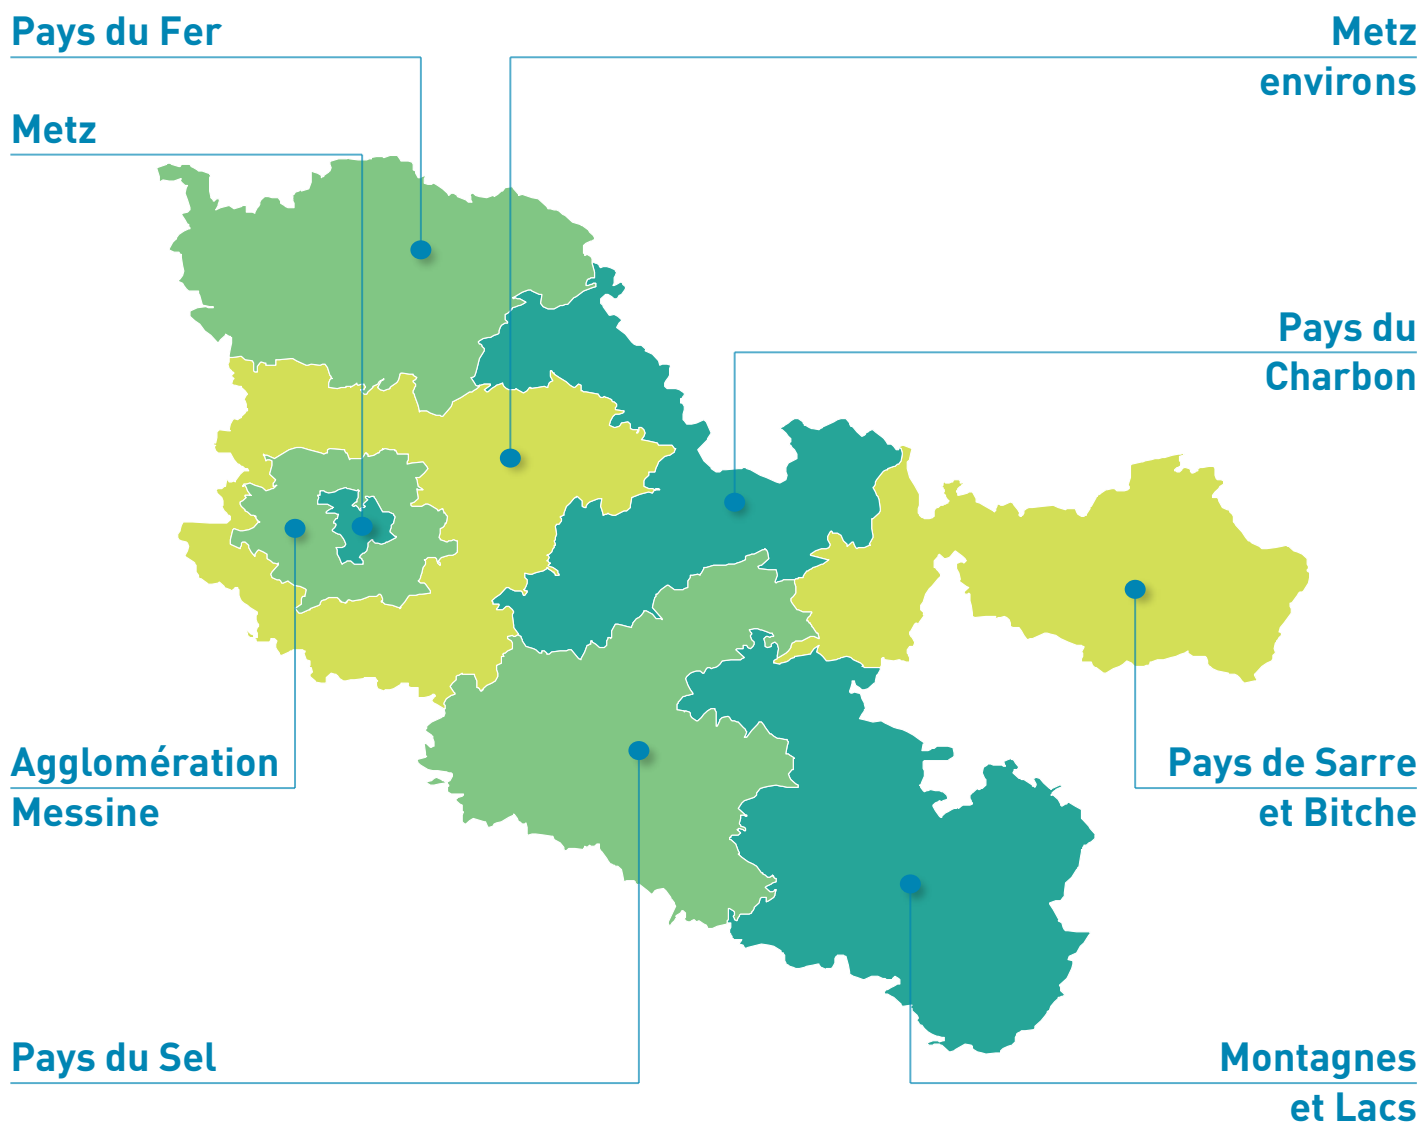 Pays du Fer
Metz
environs
Metz
Pays du
Charbon
Agglomération
Messine
Pays de Sarre
et Bitche
Pays du Sel
Montagnes
et Lacs